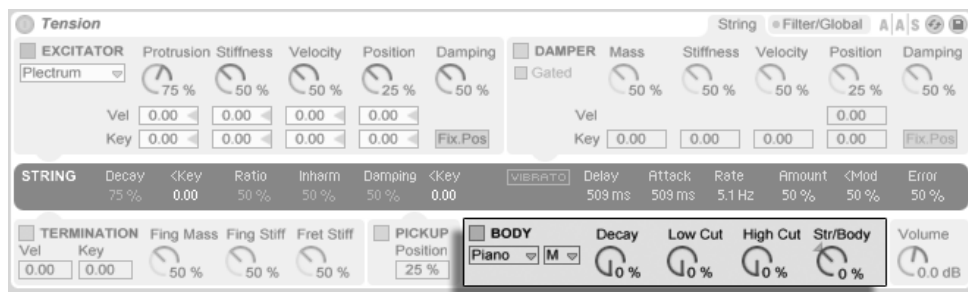 Tension String Filter/Global A A S
EXCITATOR Protrusion Stiffness Velocity Position Damping
Plectrum 75 % 50 % 50 % 25 % 50 %
Vel 0.00 0.00 0.00 0.00
Key 0.00 0.00 0.00 0.00 Fix.Pos
DAMPER Mass Stiffness Velocity Position Damping
Gated 50 % 50 % 50 % 25 % 50 %
Vel 0.00
Key 0.00 0.00 0.00 0.00 Fix.Pos
STRING Decay <Key Ratio Inharm Damping <Key VIBRATO Delay Attack Rate Amount <Mod Error
75 % 0.00 50 % 50 % 50 % 0.00 509 ms 509 ms 5.1 Hz 50 % 50 % 50 %
TERMINATION Fing Mass Fing Stiff Fret Stiff
Vel Key
0.00 0.00 50 % 50 % 50 %
PICKUP
Position
25 %
BODY Decay Low Cut High Cut Str/Body
Piano M 0 % 0 % 0 % 0 %
Volume
0.0 dB